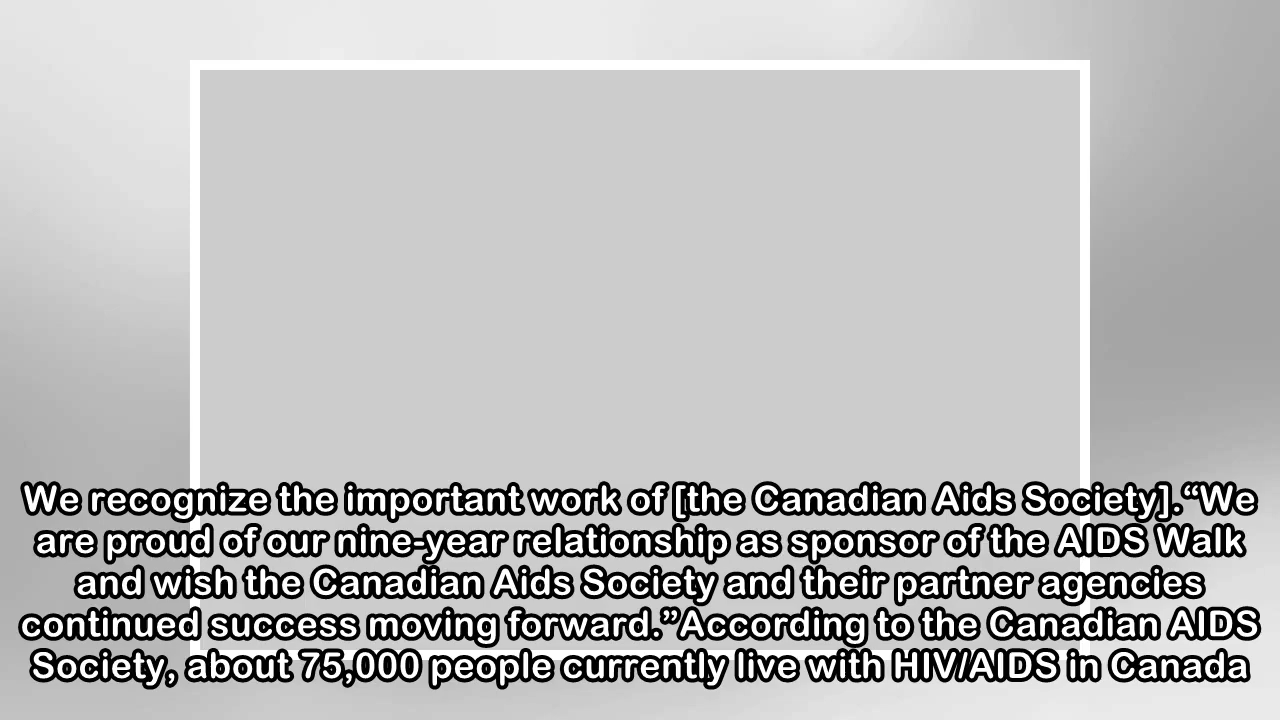 We recognize the important work of [the Canadian Aids Society].“We
are proud of our nine-year relationship as sponsor of the AIDS Walk
and wish the Canadian Aids Society and their partner agencies
continued success moving forward.”According to the Canadian AIDS
Society, about 75,000 people currently live with HIV/AIDS in Canada